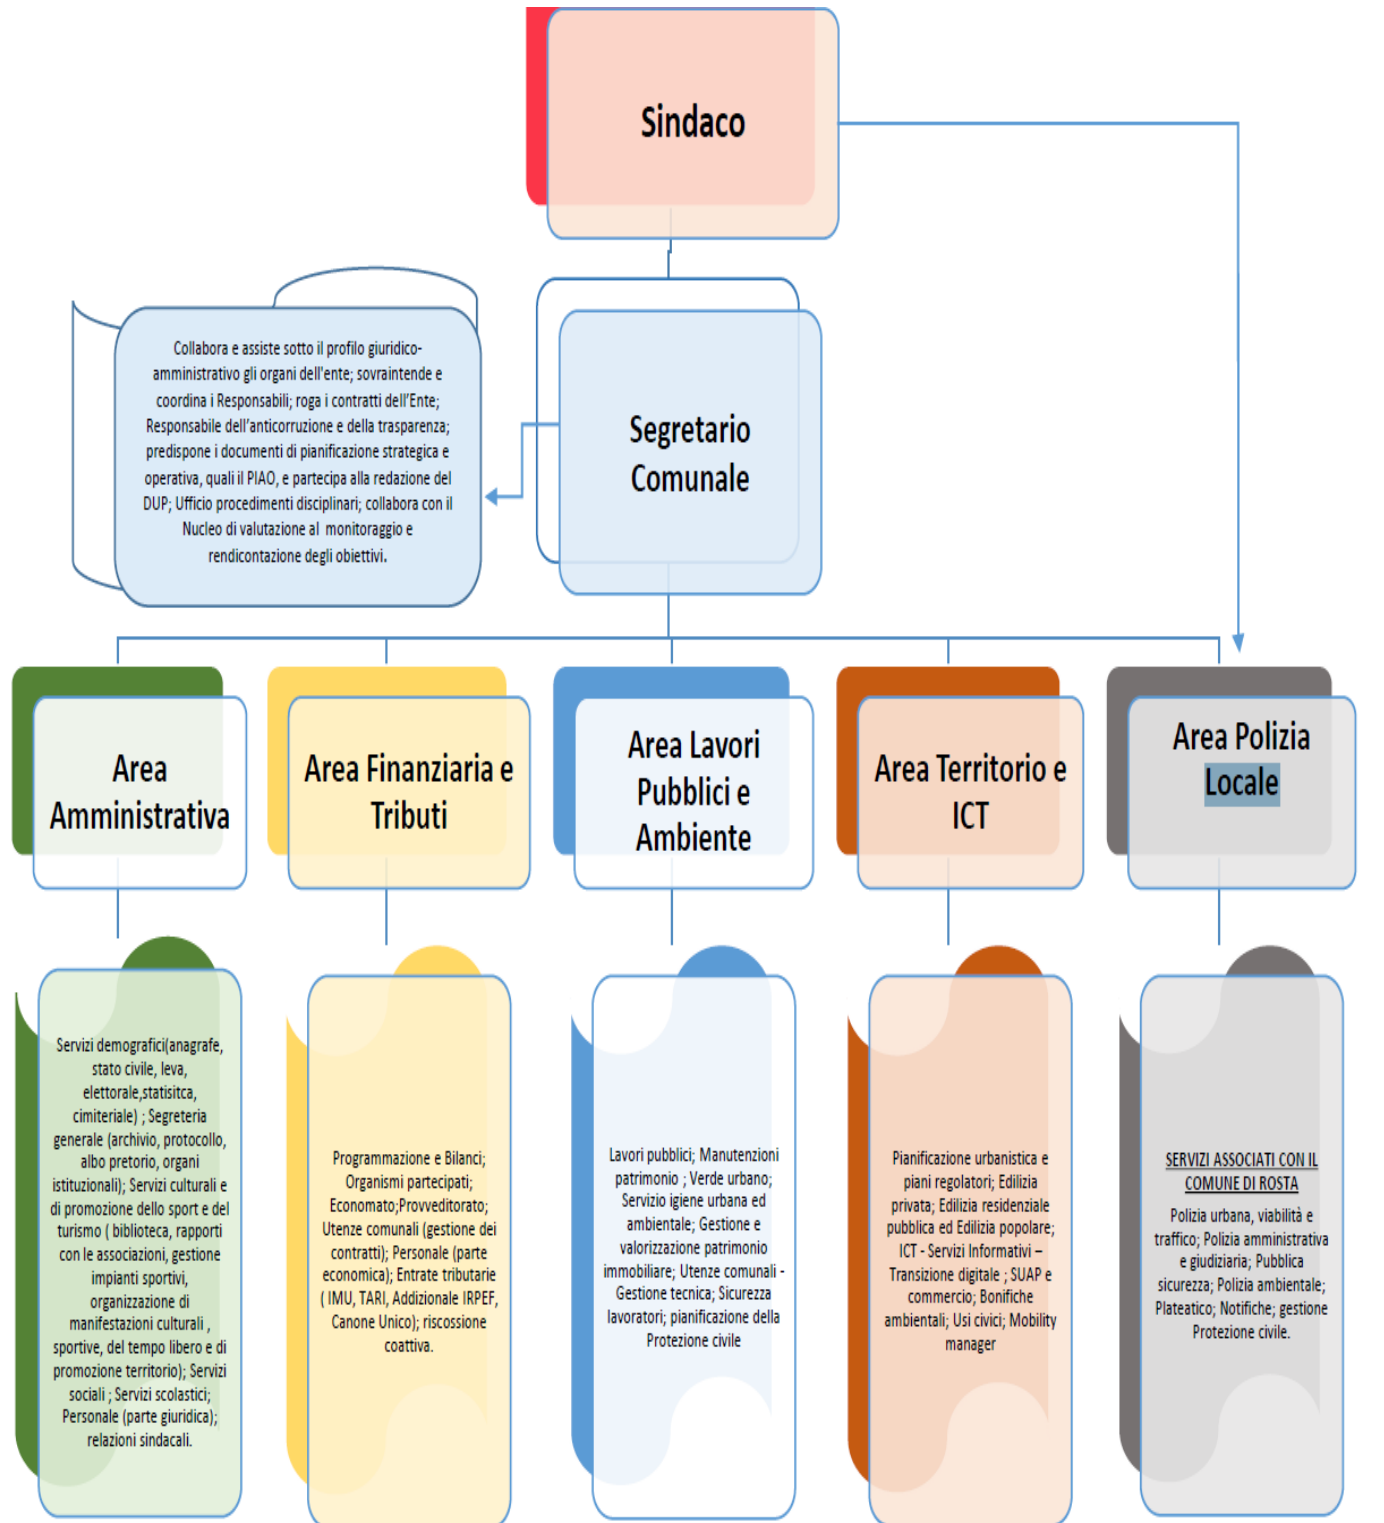 Sindaco
Collabora e assiste sotto il profilo giuridico-
amministrativo gli organi dell'ente; sovraintende e
coordina i Responsabili; roga i contratti dell'Ente;
Responsabile dell'anticorruzione e della trasparenza;
predispone i documenti di pianificazione strategica e
operativa, quali il PIAO, e partecipa alla redazione del
DUP; Ufficio procedimenti disciplinari; collabora con il
Nucleo di valutazione al monitoraggio e
rendicontazione degli obiettivi.
Segretario
Comunale
Area
Amministrativa
Area Finanziaria e
Tributi
Area Lavori
Pubblici e
Ambiente
Area Territorio e
ICT
Area Polizia
Locale
Servizi demografici(anagrafe,
stato civile, leva,
elettorale,statisitca,
cimiteriale) ; Segreteria
generale (archivio, protocollo,
albo pretorio, organi
istituzionali); Servizi culturali e
di promozione dello sport e del
turismo ( biblioteca, rapporti
con le associazioni, gestione
impianti sportivi,
organizzazione di
manifestazioni culturali ,
sportive, del tempo libero e di
promozione territorio); Servizi
sociali ; Servizi scolastici;
Personale (parte giuridica);
relazioni sindacali.
Programmazione e Bilanci;
Organismi partecipati;
Economato;Provveditorato;
Utenze comunali (gestione dei
contratti); Personale (parte
economica); Entrate tributarie
( IMU, TARI, Addizionale IRPEF,
Canone Unico); riscossione
coattiva.
Lavori pubblici; Manutenzioni
patrimonio ; Verde urbano;
Servizio igiene urbana ed
ambientale; Gestione e
valorizzazione patrimonio
immobiliare; Utenze comunali -
Gestione tecnica; Sicurezza
lavoratori; pianificazione della
Protezione civile
Pianificazione urbanistica e
piani regolatori; Edilizia
privata; Edilizia residenziale
pubblica ed Edilizia popolare;
ICT - Servizi Informativi –
Transizione digitale ; SUAP e
commercio; Bonifiche
ambientali; Usi civici; Mobility
manager
SERVIZI ASSOCIATI CON IL
COMUNE DI ROSTA
Polizia urbana, viabilità e
traffico; Polizia amministrativa
e giudiziaria; Pubblica
sicurezza; Polizia ambientale;
Plateatico; Notifiche; gestione
Protezione civile.